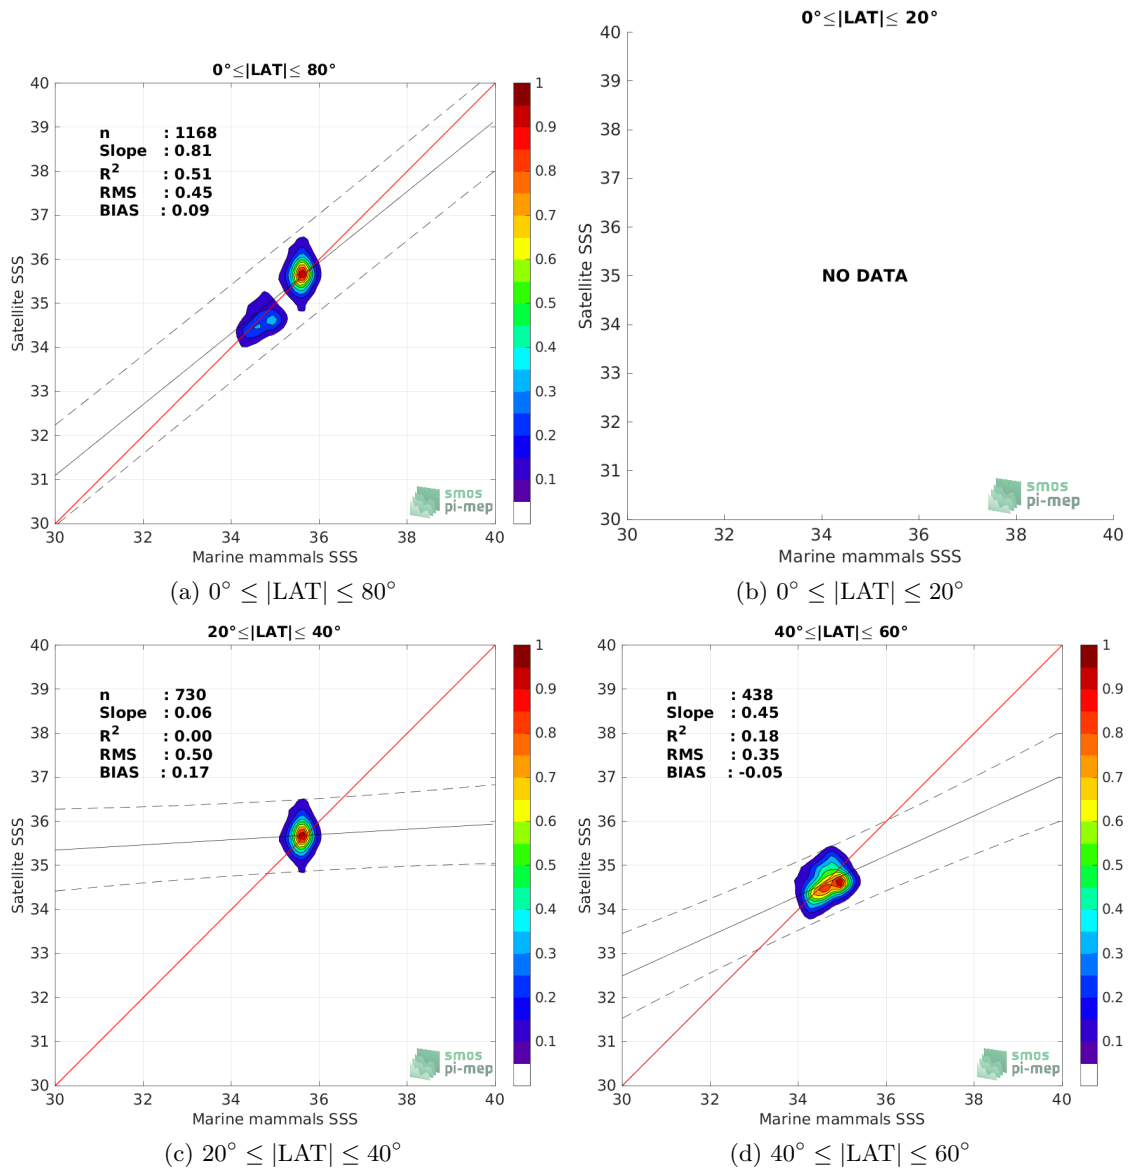 0°≤|LAT|≤ 80°
40
39
38
37
36
35
34
33
32
31
30
Satellite SSS
n : 1168
Slope : 0.81
R² : 0.51
RMS : 0.45
BIAS : 0.09
smos
pi-mep
30 32 34 36 38 40
Marine mammals SSS
1
0.9
0.8
0.7
0.6
0.5
0.4
0.3
0.2
0.1
(a) 0° ≤ |LAT| ≤ 80°
0°≤|LAT|≤ 20°
40
39
38
37
36
35
34
33
32
31
30
Satellite SSS
NO DATA
smos
pi-mep
30 32 34 36 38 40
Marine mammals SSS
(b) 0° ≤ |LAT| ≤ 20°
20°≤|LAT|≤ 40°
40
39
38
37
36
35
34
33
32
31
30
Satellite SSS
n : 730
Slope : 0.06
R² : 0.00
RMS : 0.50
BIAS : 0.17
smos
pi-mep
30 32 34 36 38 40
Marine mammals SSS
1
0.9
0.8
0.7
0.6
0.5
0.4
0.3
0.2
0.1
(c) 20° ≤ |LAT| ≤ 40°
40°≤|LAT|≤ 60°
40
39
38
37
36
35
34
33
32
31
30
Satellite SSS
n : 438
Slope : 0.45
R² : 0.18
RMS : 0.35
BIAS : -0.05
smos
pi-mep
30 32 34 36 38 40
Marine mammals SSS
1
0.9
0.8
0.7
0.6
0.5
0.4
0.3
0.2
0.1
(d) 40° ≤ |LAT| ≤ 60°